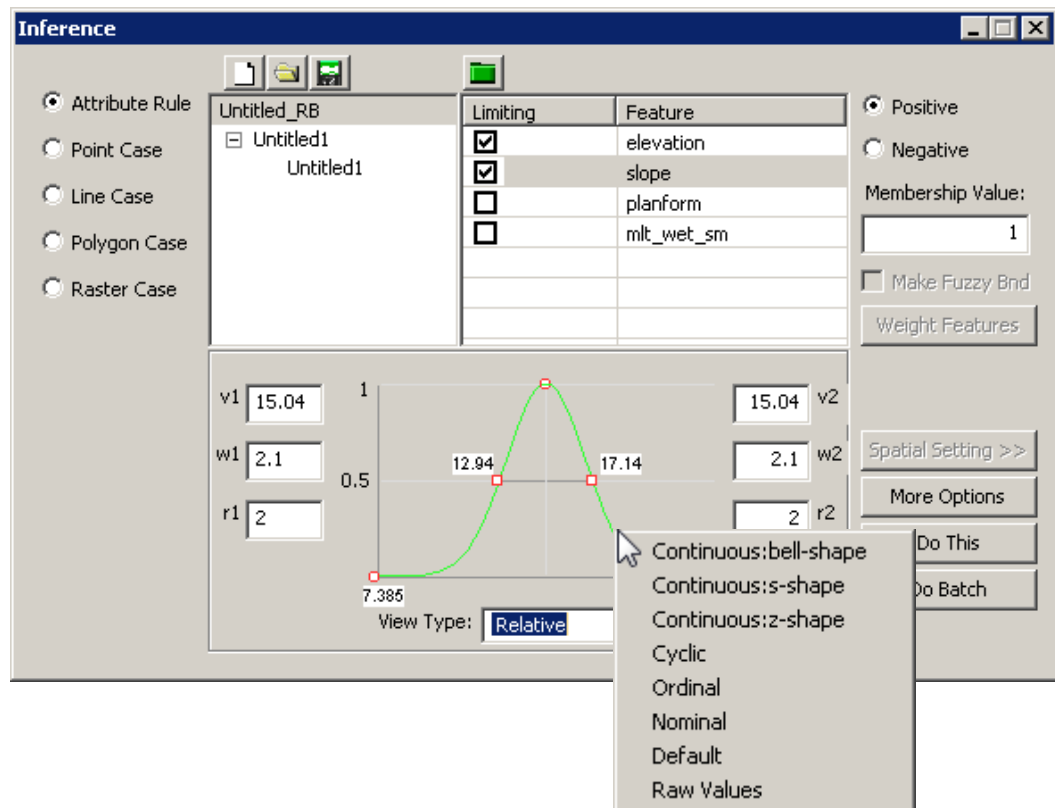 Inference
Attribute Rule
Point Case
Line Case
Polygon Case
Raster Case
Untitled_RB
Untitled1
Untitled1
Limiting Feature
elevation
slope
planform
mlt_wet_sm
Positive
Negative
Membership Value:
1
Make Fuzzy Bnd
Weight Features
v1 15.04
w1 2.1
r1 2
1
0.5
12.94
17.14
7.385
15.04 v2
2.1 w2
2 r2
View Type: Relative
Spatial Setting >>
More Options
Do This
Do Batch
Continuous:bell-shape
Continuous:s-shape
Continuous:z-shape
Cyclic
Ordinal
Nominal
Default
Raw Values